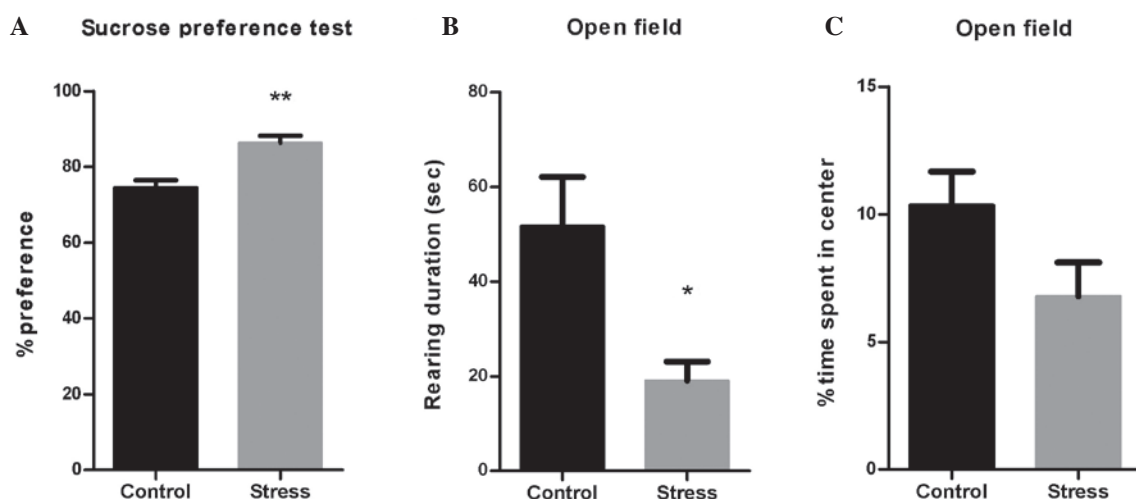 A Sucrose preference test
% preference
100
80
60
40
20
0
Control Stress
**
B Open field
Rearing duration (sec)
80
60
40
20
0
Control Stress
*
C Open field
% time spent in center
15
10
5
0
Control Stress